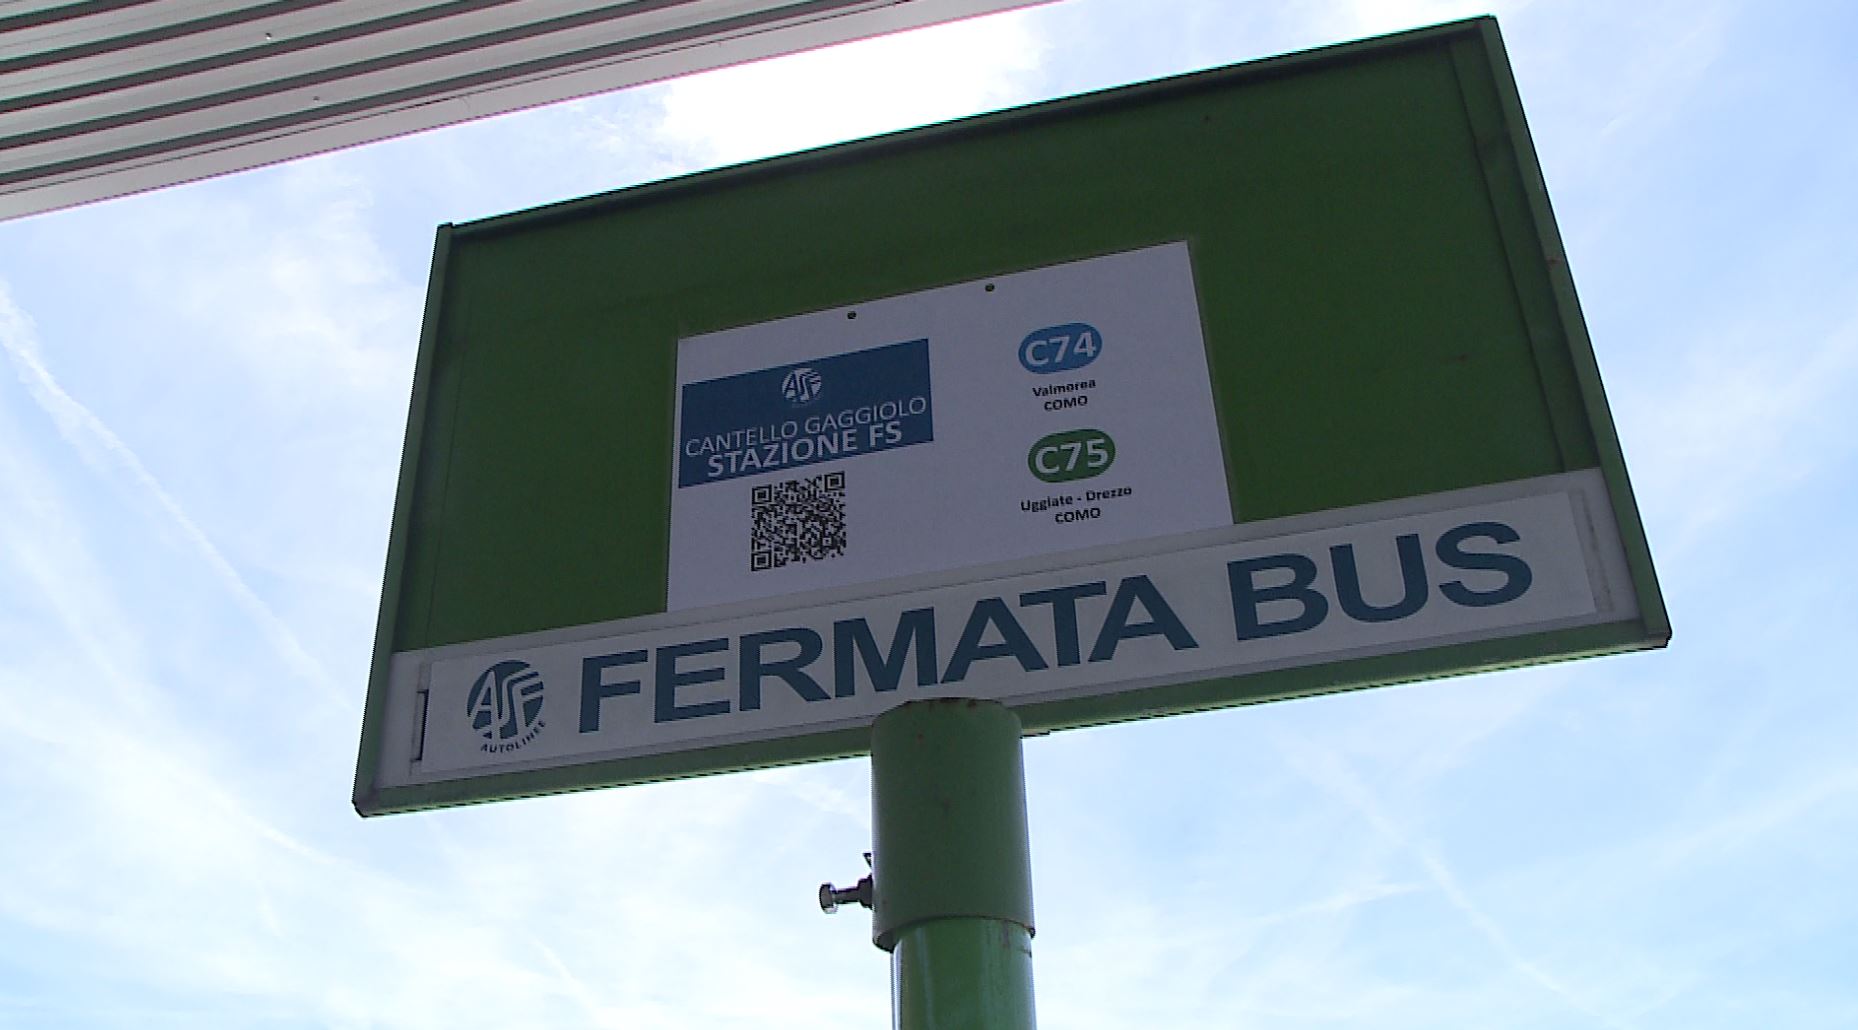 ASF
CANTELLO GAGGIOLO
STAZIONE FS
C74
Valmorea
COMO
C75
Uggiate - Drezzo
COMO
ASF
AUTOLINEE
FERMATA BUS